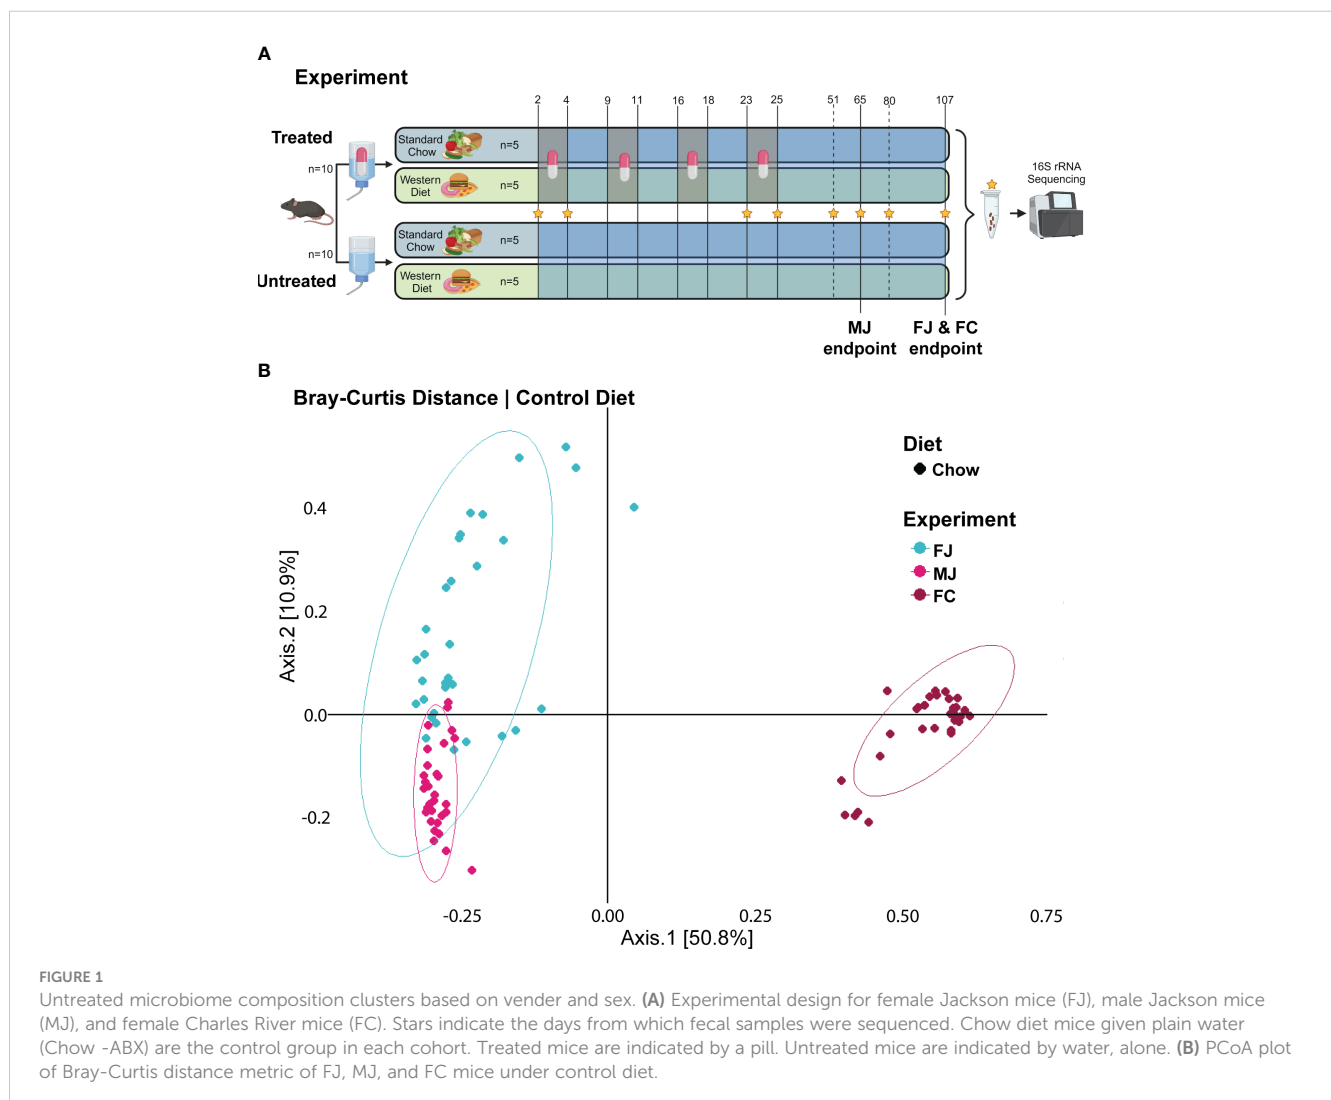 A
Experiment
2 4 9 11 16 18 23 25 51 65 80 107
Treated
n=10
Standard Chow n=5
Western Diet n=5
16S rRNA Sequencing
n=10
Untreated
Standard Chow n=5
Western Diet n=5
MJ endpoint
FJ & FC endpoint
B
Bray-Curtis Distance | Control Diet
Diet
Chow
Experiment
FJ
MJ
FC
Axis.2 [10.9%]
0.4
0.2
0.0
-0.2
-0.25 0.00 0.25 0.50 0.75
Axis.1 [50.8%]
FIGURE 1
Untreated microbiome composition clusters based on vender and sex. (A) Experimental design for female Jackson mice (FJ), male Jackson mice
(MJ), and female Charles River mice (FC). Stars indicate the days from which fecal samples were sequenced. Chow diet mice given plain water
(Chow -ABX) are the control group in each cohort. Treated mice are indicated by a pill. Untreated mice are indicated by water, alone. (B) PCoA plot
of Bray-Curtis distance metric of FJ, MJ, and FC mice under control diet.